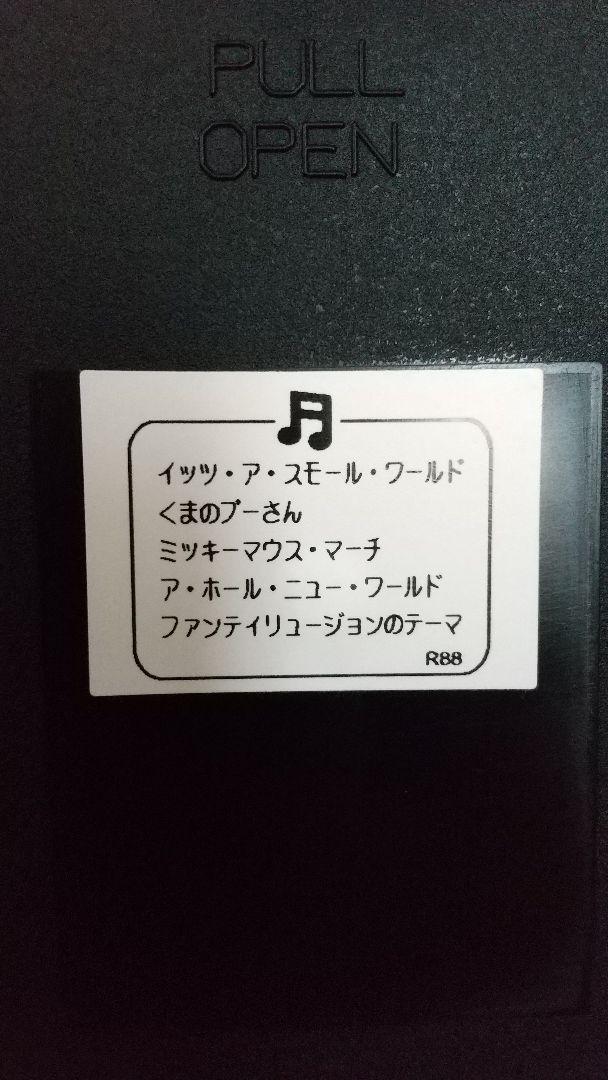 PULL
OPEN
イッツ・ア・スモール・ワールド
くまのプーさん
ミッキーマウス・マーチ
ア・ホール・ニュー・ワールド
ファンティリュージョンのテーマ
R88